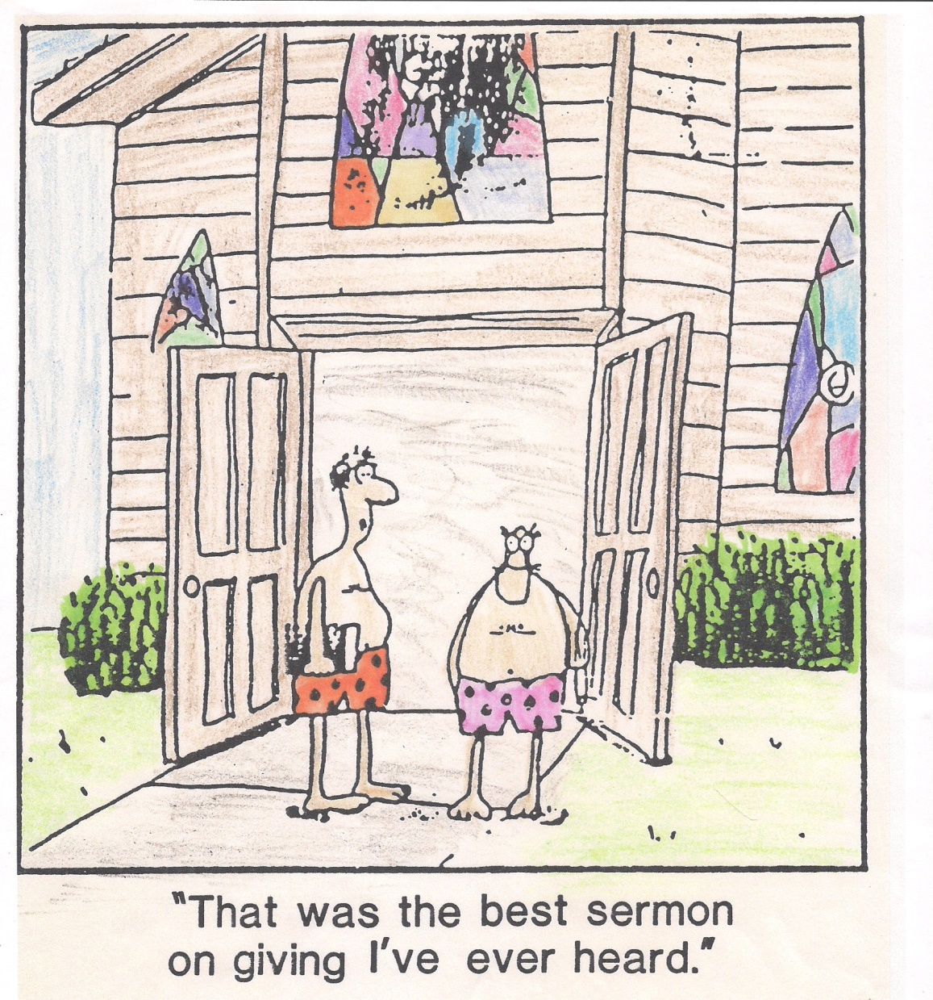 "That was the best sermon
on giving I've ever heard."